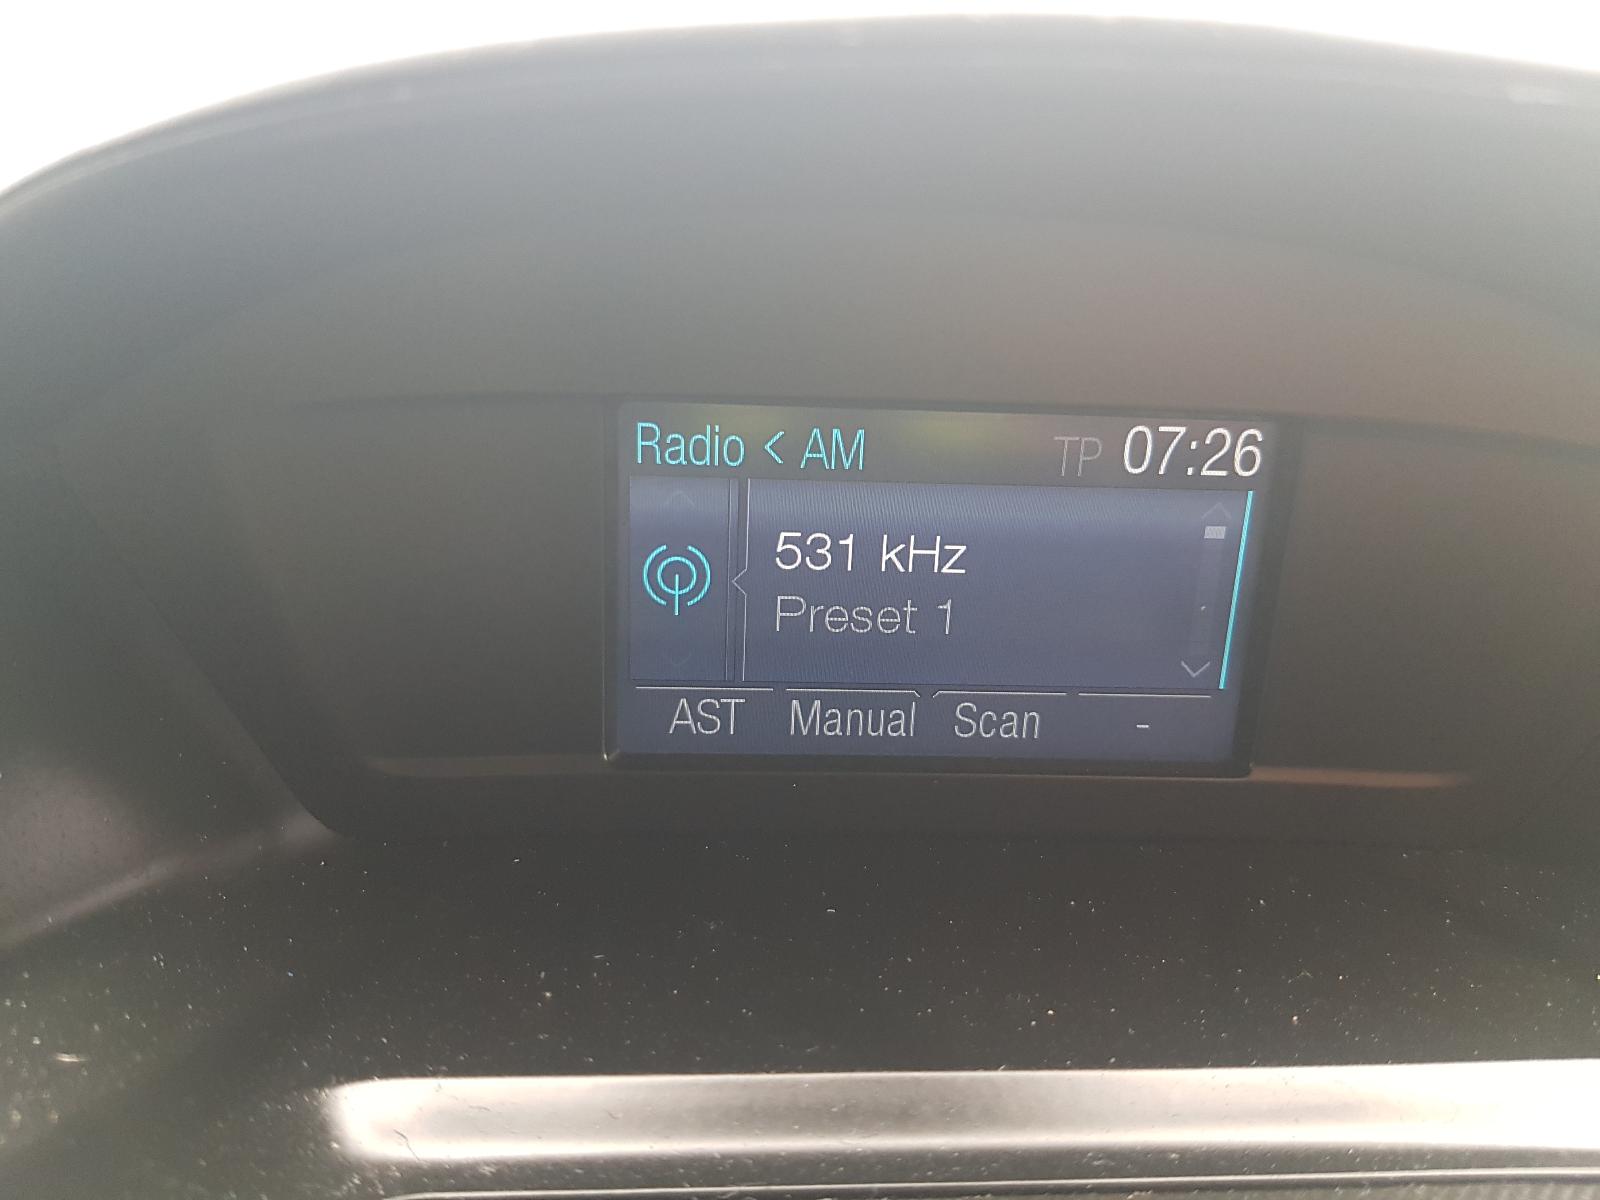 Radio < AM TP 07:26
531 kHz
Preset 1
AST Manual Scan -